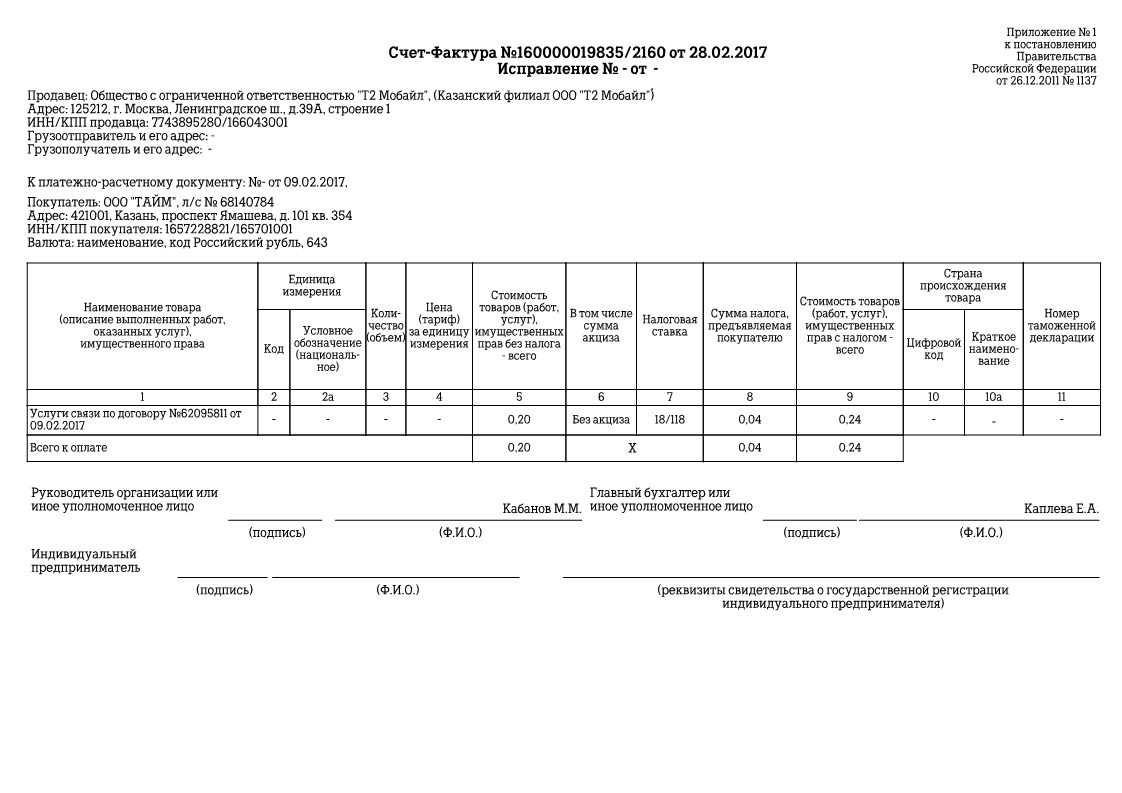 Приложение № 1
к постановлению
Правительства
Российской Федерации
от 26.12.2011 № 1137
Счет-Фактура №160000019835/2160 от 28.02.2017
Исправление № - от -
Продавец: Общество с ограниченной ответственностью "Т2 Мобайл", (Казанский филиал ООО "Т2 Мобайл")
Адрес: 125212, г. Москва, Ленинградское ш., д.39А, строение 1
ИНН/КПП продавца: 7743895280/166043001
Грузоотправитель и его адрес: -
Грузополучатель и его адрес: -
К платежно-расчетному документу: №- от 09.02.2017,
Покупатель: ООО "ТАЙМ", л/с № 68140784
Адрес: 421001, Казань, проспект Ямашева, д. 101 кв. 354
ИНН/КПП покупателя: 1657228821/165701001
Валюта: наименование, код Российский рубль, 643
Наименование товара
(описание выполненных работ,
оказанных услуг),
имущественного права
Единица
измерения
Код
Условное
обозначение
(националь-
ное)
Коли-
чество
(объем)
Цена
(тариф)
за единицу
измерения
Стоимость
товаров (работ,
услуг),
имущественных
прав без налога
- всего
В том числе
сумма
акциза
Налоговая
ставка
Сумма налога,
предъявляемая
покупателю
Стоимость товаров
(работ, услуг),
имущественных
прав с налогом -
всего
Страна
происхождения
товара
Цифровой
код
Краткое
наимено-
вание
Номер
таможенной
декларации
1 2 2а 3 4 5 6 7 8 9 10 10а 11
Услуги связи по договору №62095811 от
09.02.2017
- - - - 0,20 Без акциза 18/118 0,04 0,24 - - -
Всего к оплате 0,20 X 0,04 0,24
Руководитель организации или
иное уполномоченное лицо
Кабанов М.М.
(подпись) (Ф.И.О.)
Главный бухгалтер или
иное уполномоченное лицо
Каплева Е.А.
(подпись) (Ф.И.О.)
Индивидуальный
предприниматель
(подпись) (Ф.И.О.)
(реквизиты свидетельства о государственной регистрации
индивидуального предпринимателя)